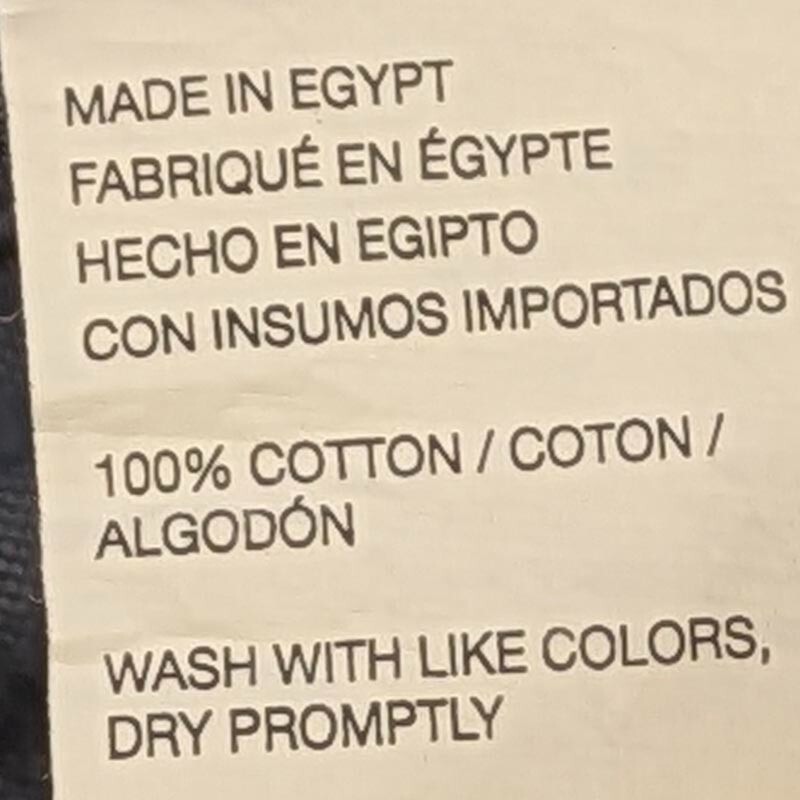 MADE IN EGYPT
FABRIQUÉ EN ÉGYPTE
HECHO EN EGIPTO
CON INSUMOS IMPORTADOS
100% COTTON / COTON /
ALGODÓN
WASH WITH LIKE COLORS,
DRY PROMPTLY